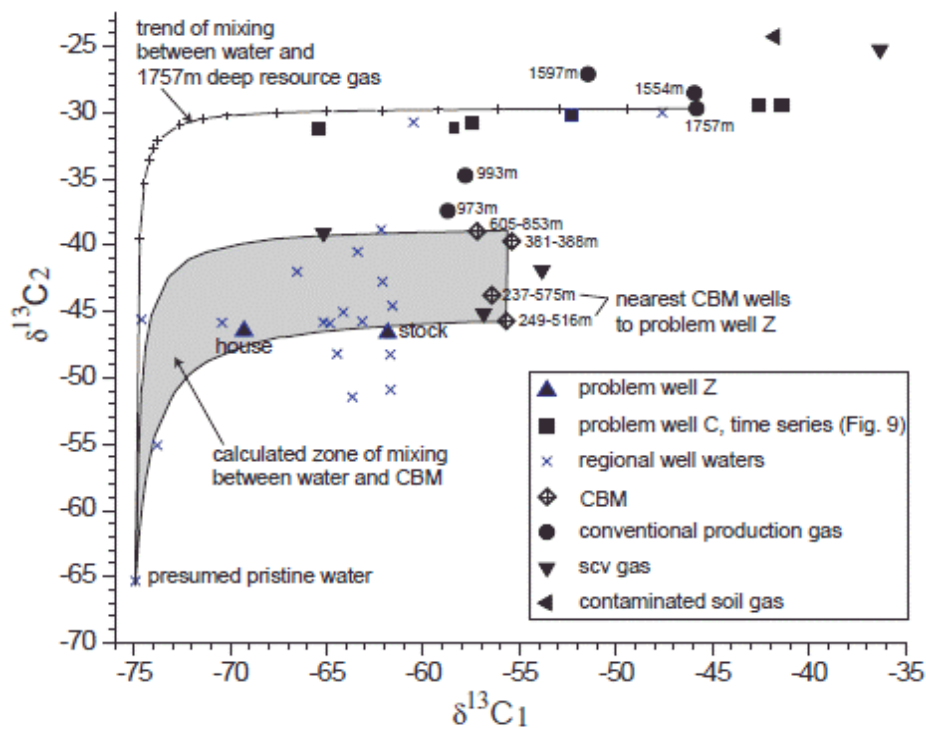 trend of mixing
between water and
1757m deep resource gas
1597m
1554m
1757m
993m
973m
605-853m
381-388m
237-575m
249-516m
nearest CBM wells
to problem well Z
house
stock
calculated zone of mixing
between water and CBM
presumed pristine water
problem well Z
problem well C, time series (Fig. 9)
regional well waters
CBM
conventional production gas
scv gas
contaminated soil gas
δ¹³C₂
-25
-30
-35
-40
-45
-50
-55
-60
-65
-70
-75
-70
-65
-60
-55
-50
-45
-40
-35
δ¹³C₁